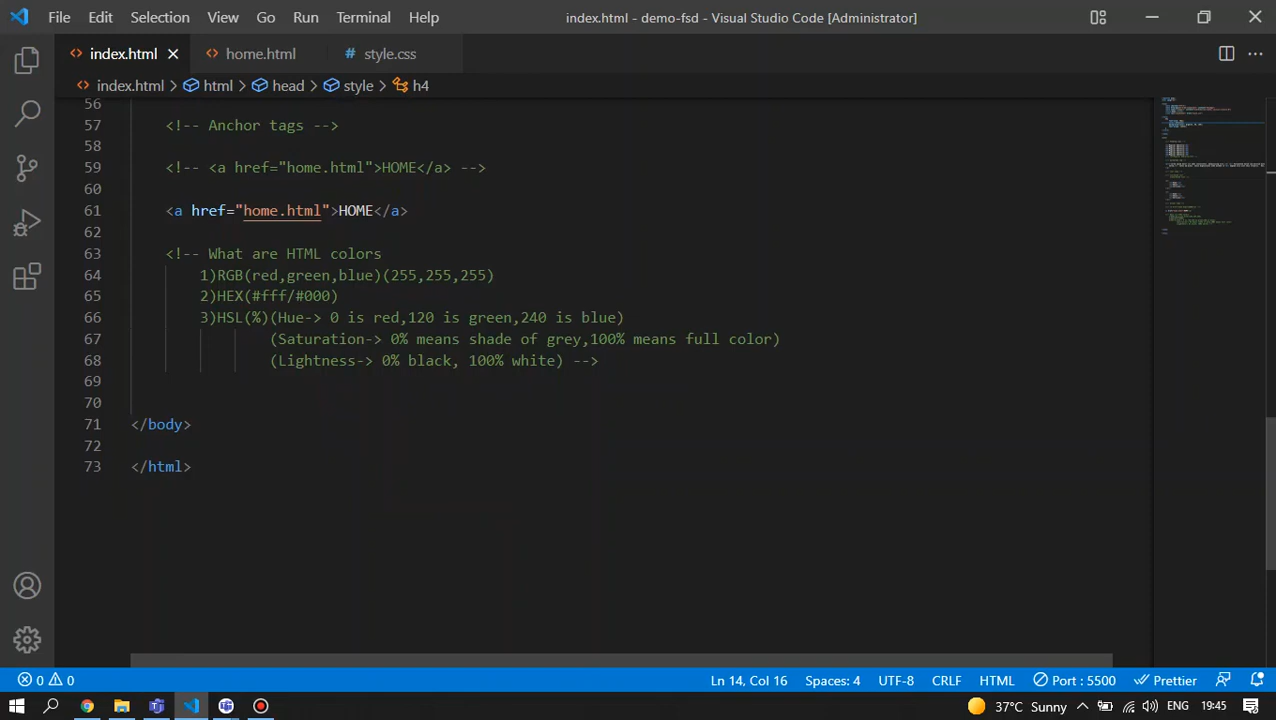 File Edit Selection View Go Run Terminal Help index.html - demo-fsd - Visual Studio Code [Administrator]
index.html home.html # style.css
index.html > html > head > style > h4
56
57 <!-- Anchor tags -->
58
59 <!-- <a href="home.html">HOME</a> -->
60
61 <a href="home.html">HOME</a>
62
63 <!-- What are HTML colors
64 1)RGB(red,green,blue)(255,255,255)
65 2)HEX(#fff/#000)
66 3)HSL(%)(Hue-> 0 is red,120 is green,240 is blue)
67 (Saturation-> 0% means shade of grey,100% means full color)
68 (Lightness-> 0% black, 100% white) -->
69
70
71 </body>
72
73 </html>
0 0 Ln 14, Col 16 Spaces: 4 UTF-8 CRLF HTML Port : 5500 Prettier
37°C Sunny ENG 19:45